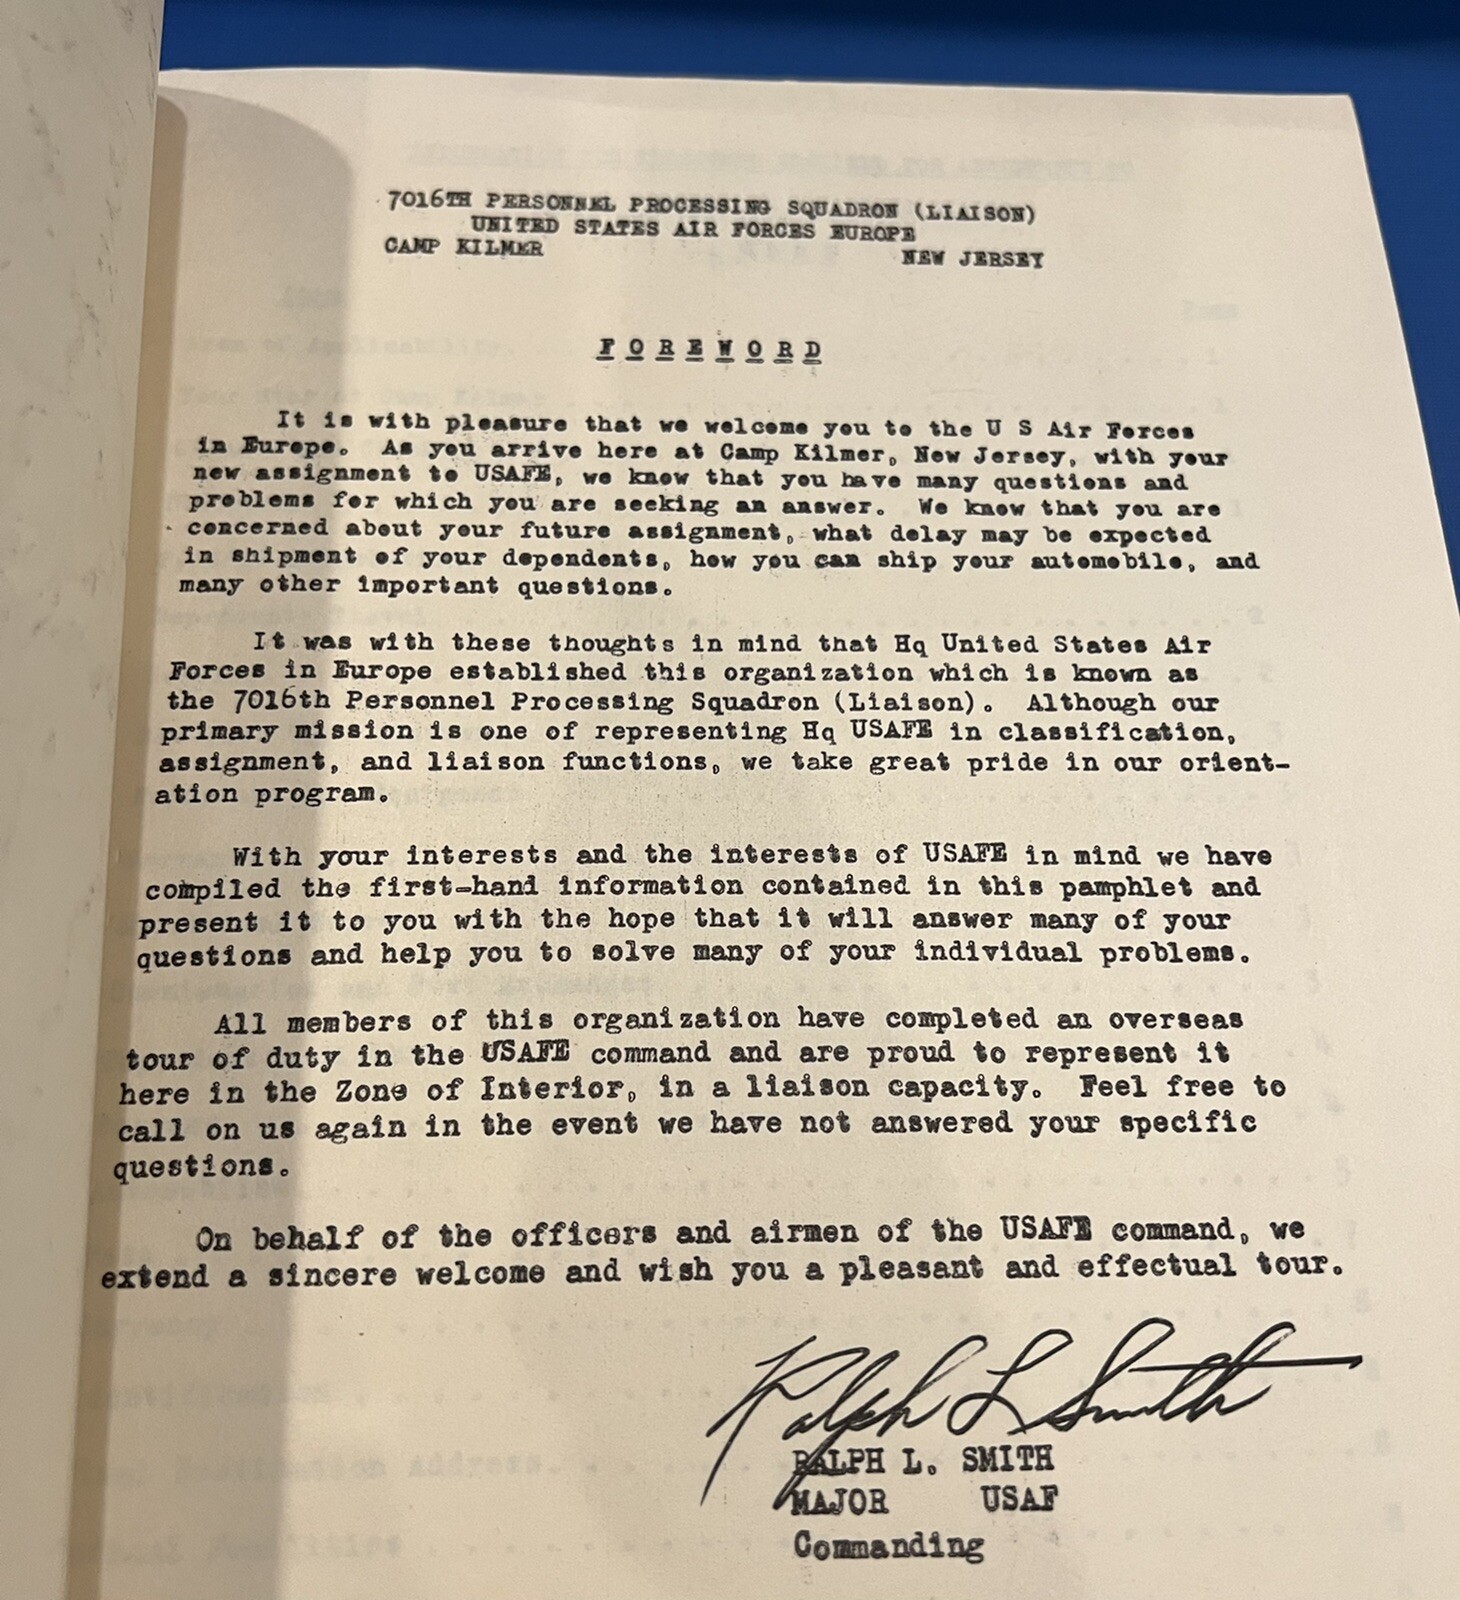 7016TH PERSONNEL PROCESSING SQUADRON (LIAISON)
UNITED STATES AIR FORCES EUROPE
CAMP KILMER NEW JERSEY
FOREWORD
It is with pleasure that we welcome you to the U S Air Forces
in Europe. As you arrive here at Camp Kilmer, New Jersey, with your
new assignment to USAFE, we know that you have many questions and
problems for which you are seeking an answer. We know that you are
concerned about your future assignment, what delay may be expected
in shipment of your dependents, how you can ship your automobile, and
many other important questions.
It was with these thoughts in mind that Hq United States Air
Forces in Europe established this organization which is known as
the 7016th Personnel Processing Squadron (Liaison). Although our
primary mission is one of representing Hq USAFE in classification,
assignment, and liaison functions, we take great pride in our orient-
ation program.
With your interests and the interests of USAFE in mind we have
compiled the first-hand information contained in this pamphlet and
present it to you with the hope that it will answer many of your
questions and help you to solve many of your individual problems.
All members of this organization have completed an overseas
tour of duty in the USAFE command and are proud to represent it
here in the Zone of Interior, in a liaison capacity. Feel free to
call on us again in the event we have not answered your specific
questions.
On behalf of the officers and airmen of the USAFE command, we
extend a sincere welcome and wish you a pleasant and effectual tour.
Ralph L Smith
RALPH L. SMITH
MAJOR USAF
Commanding